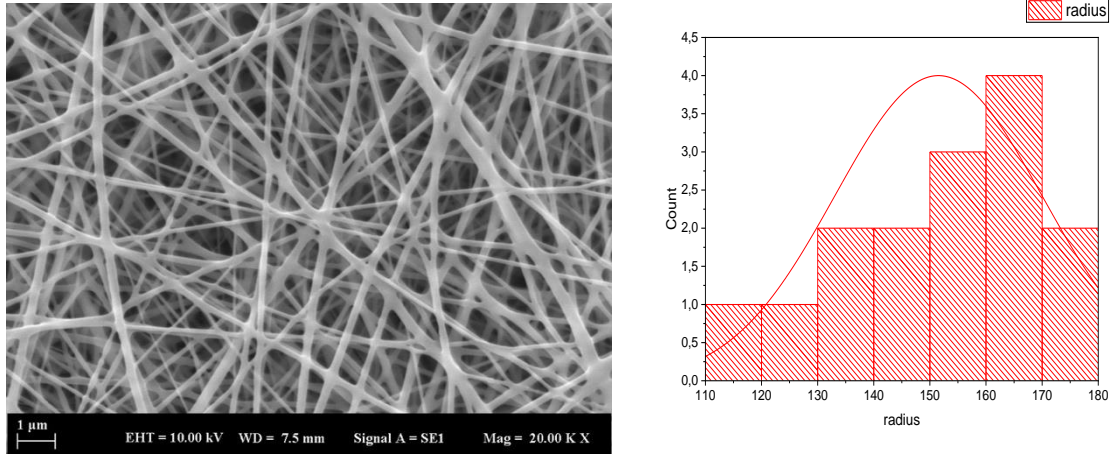 1 µm
EHT = 10.00 kV WD = 7.5 mm Signal A = SE1 Mag = 20.00 K X
radius
4,5
4,0
3,5
3,0
2,5
2,0
1,5
1,0
0,5
0,0
Count
110 120 130 140 150 160 170 180
radius